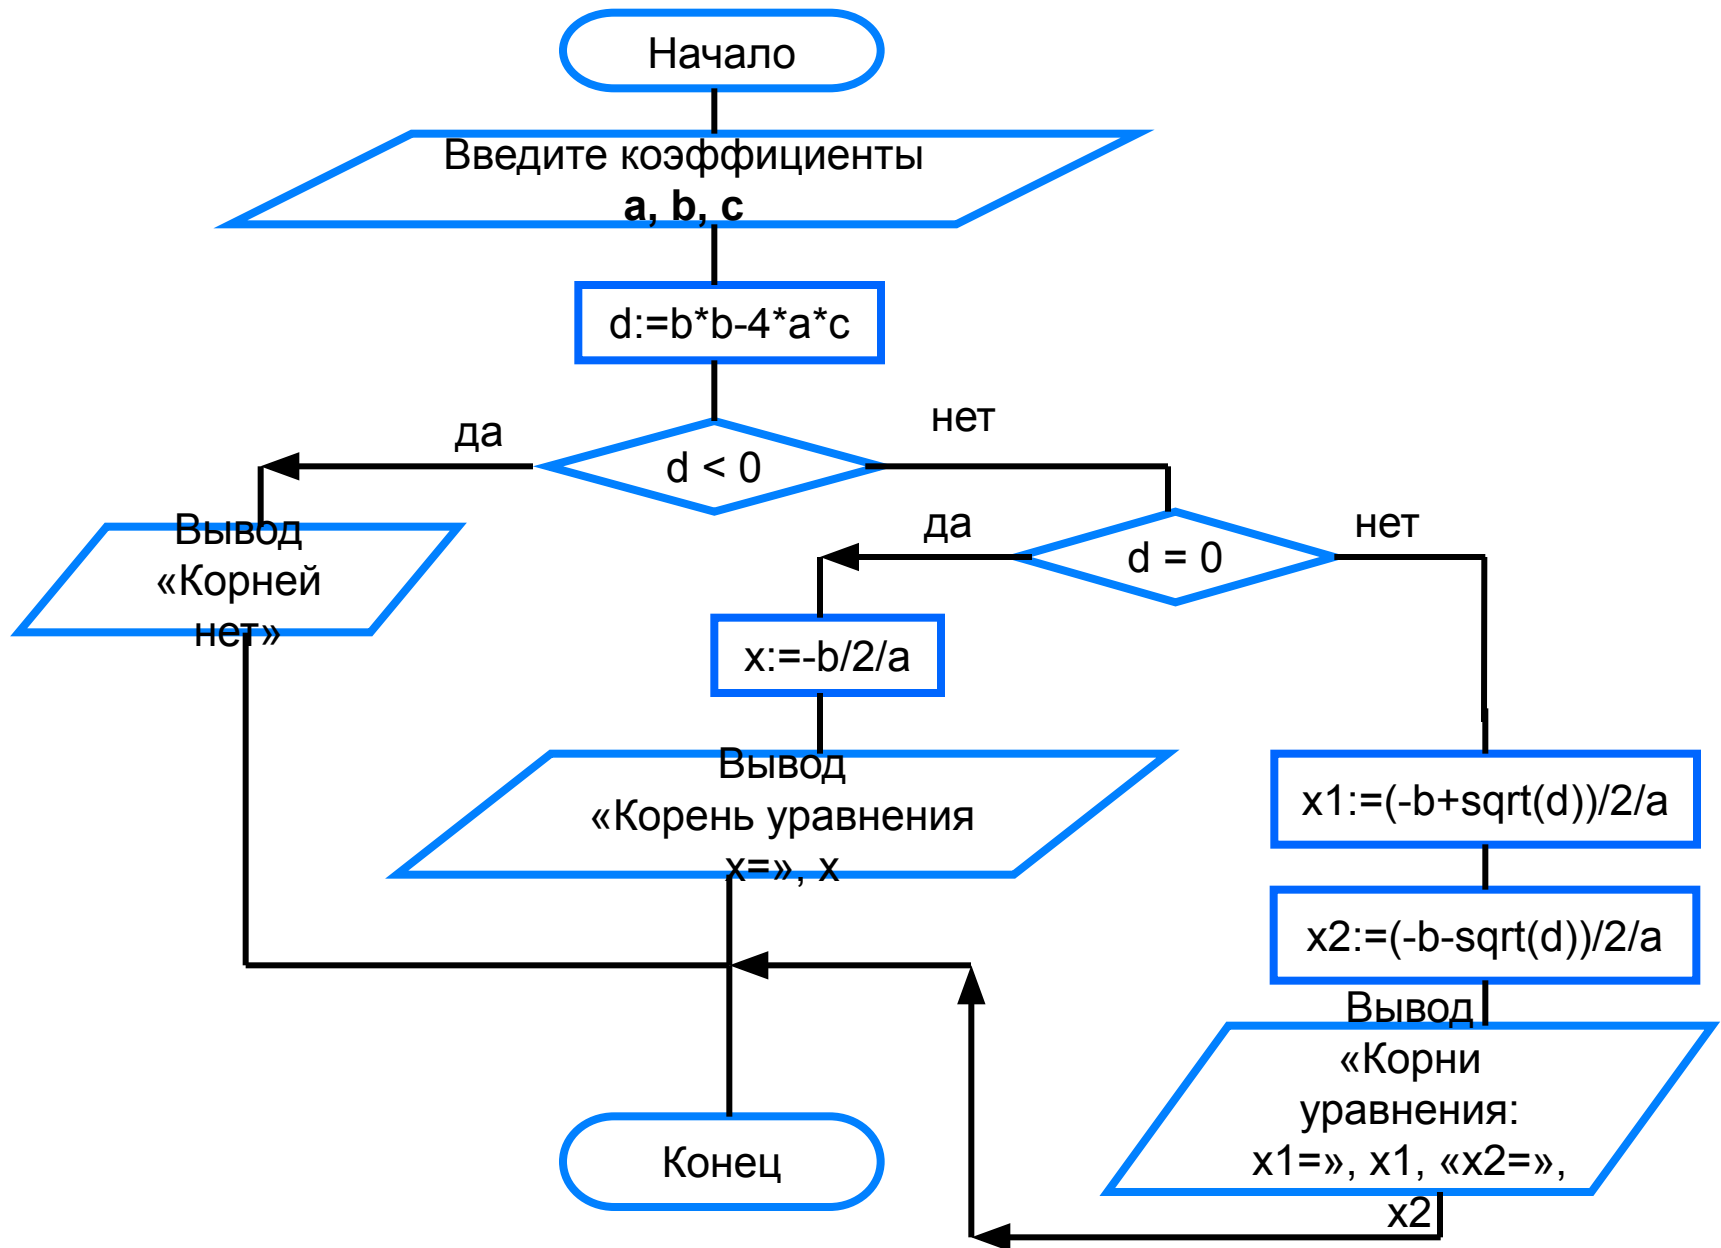 Начало
Введите коэффициенты
a, b, c
d:=b*b-4*a*c
да
нет
d < 0
Вывод
«Корней
нет»
да
нет
d = 0
x:=-b/2/a
Вывод
«Корень уравнения
x=», x
x1:=(-b+sqrt(d))/2/a
x2:=(-b-sqrt(d))/2/a
Вывод
«Корни
уравнения:
x1=», x1, «x2=»,
x2
Конец